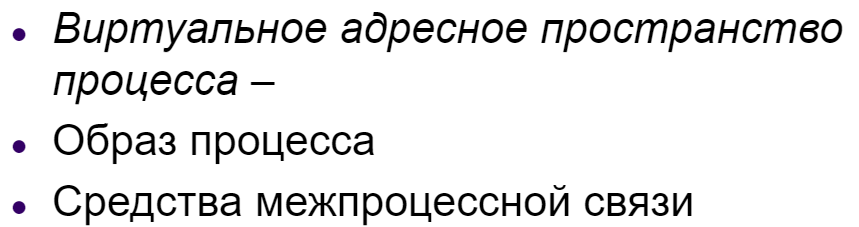 • Виртуальное адресное пространство
процесса –
• Образ процесса
• Средства межпроцессной связи